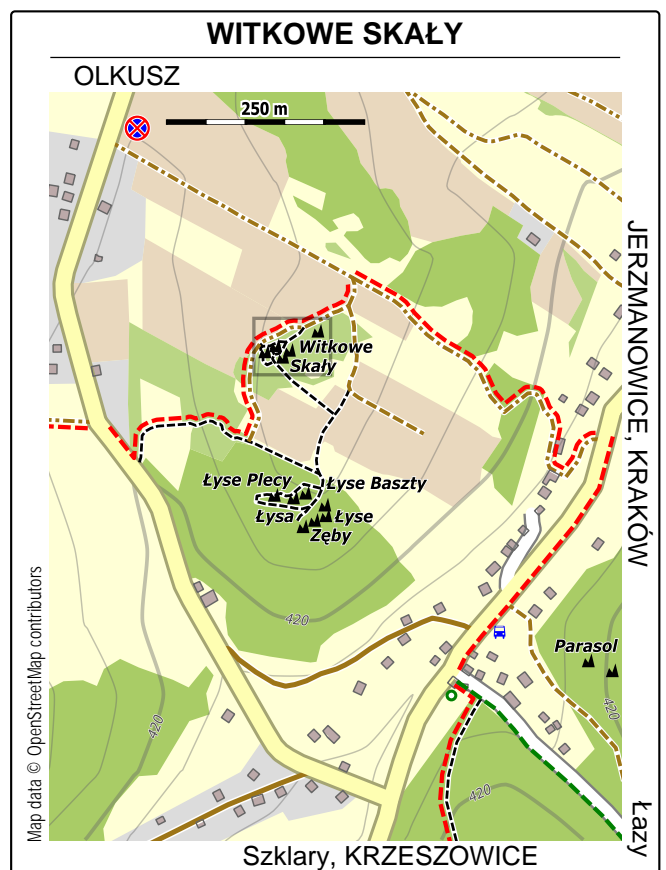 WITKOWE SKAŁY
OLKUSZ
250 m
JERZMANOWICE, KRAKÓW
Witkowe
Skały
Łyse Plecy
Łyse Baszty
Łysa
Łyse
Zęby
Map data © OpenStreetMap contributors
420
Parasol
420
420
420
Łazy
Szklary, KRZESZOWICE